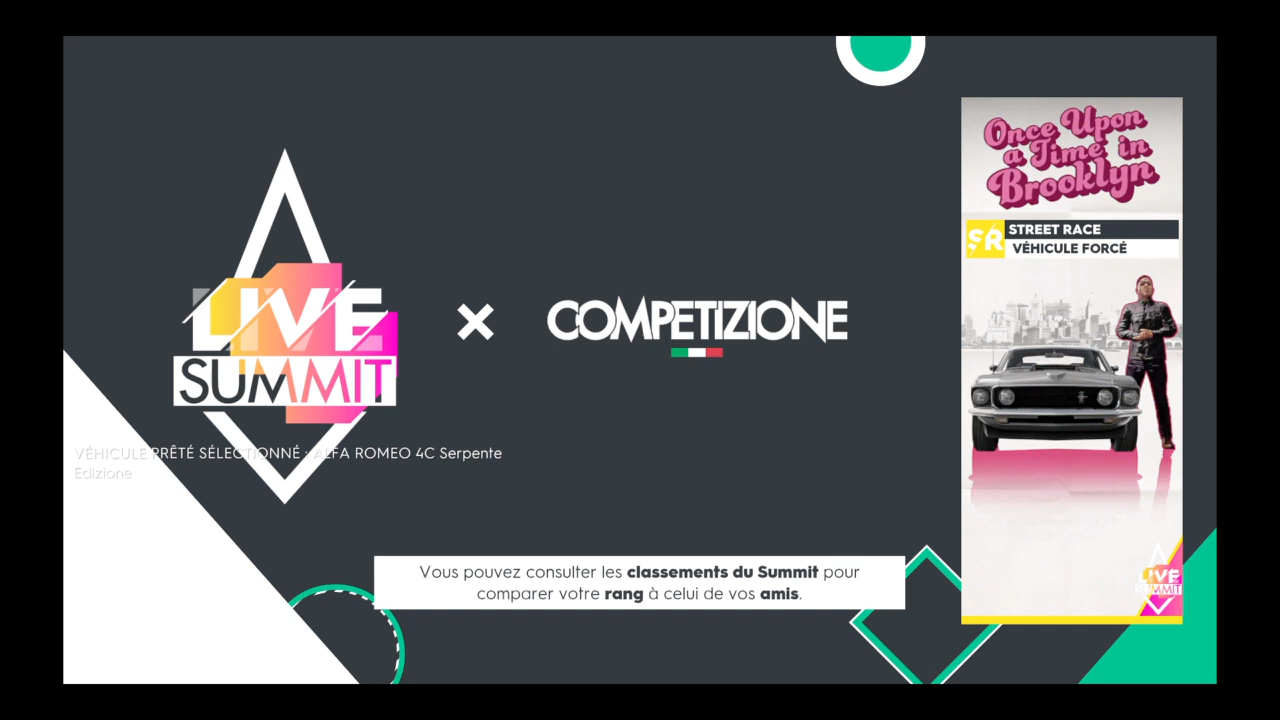 LIVE
SUMMIT
COMPETIZIONE
VÉHICULE PRÊTÉ SÉLECTIONNÉ : ALFA ROMEO 4C Serpente
Edizione
Vous pouvez consulter les classements du Summit pour
comparer votre rang à celui de vos amis.
Once Upon
a Time in
Brooklyn
SR
STREET RACE
VÉHICULE FORCÉ
LIVE
SUMMIT